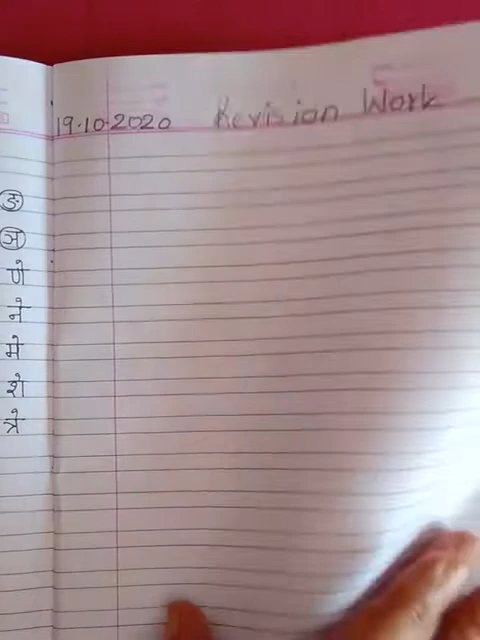 19.10.2020 Revision Work
ङ
ञ
णे
ने
मे
शे
त्रे